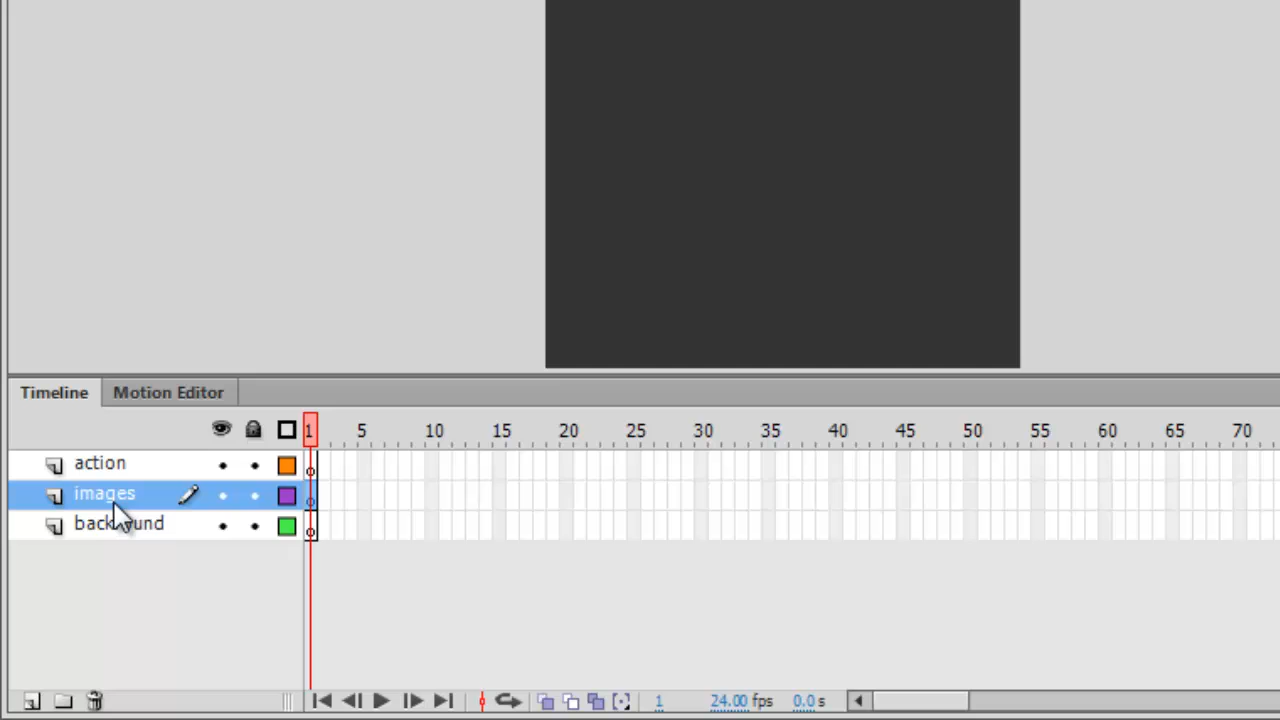 Timeline Motion Editor
1 5 10 15 20 25 30 35 40 45 50 55 60 65 70
action
images
background
1 24.00 fps 0.0 s